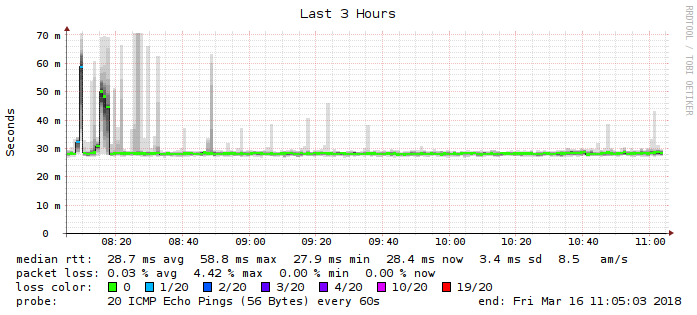 Last 3 Hours
RRDTOOL / TOBI OETIKER
Seconds
70 m
60 m
50 m
40 m
30 m
20 m
10 m
0
08:20 08:40 09:00 09:20 09:40 10:00 10:20 10:40 11:00
median rtt: 28.7 ms avg 58.8 ms max 27.9 ms min 28.4 ms now 3.4 ms sd 8.5 am/s
packet loss: 0.03 % avg 4.42 % max 0.00 % min 0.00 % now
loss color: 0 1/20 2/20 3/20 4/20 10/20 19/20
probe: 20 ICMP Echo Pings (56 Bytes) every 60s end: Fri Mar 16 11:05:03 2018